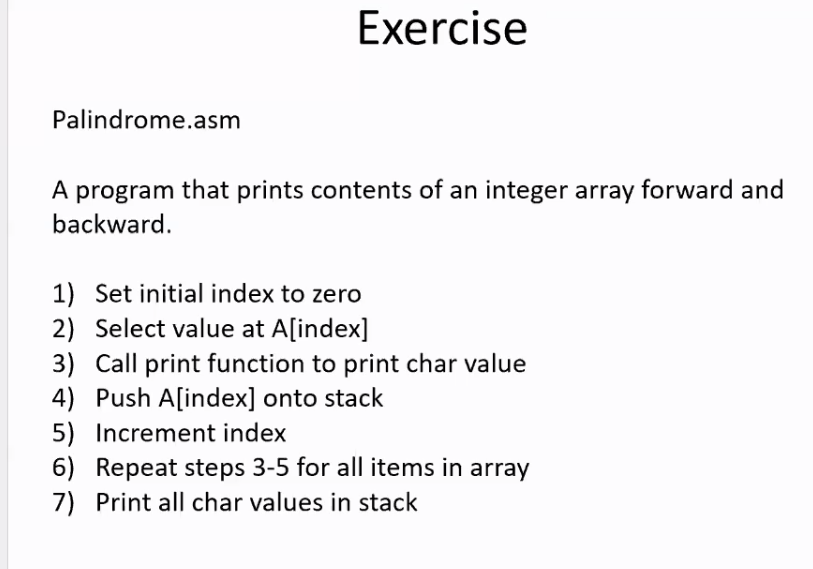 Exercise
Palindrome.asm
A program that prints contents of an integer array forward and
backward.
1) Set initial index to zero
2) Select value at A[index]
3) Call print function to print char value
4) Push A[index] onto stack
5) Increment index
6) Repeat steps 3-5 for all items in array
7) Print all char values in stack